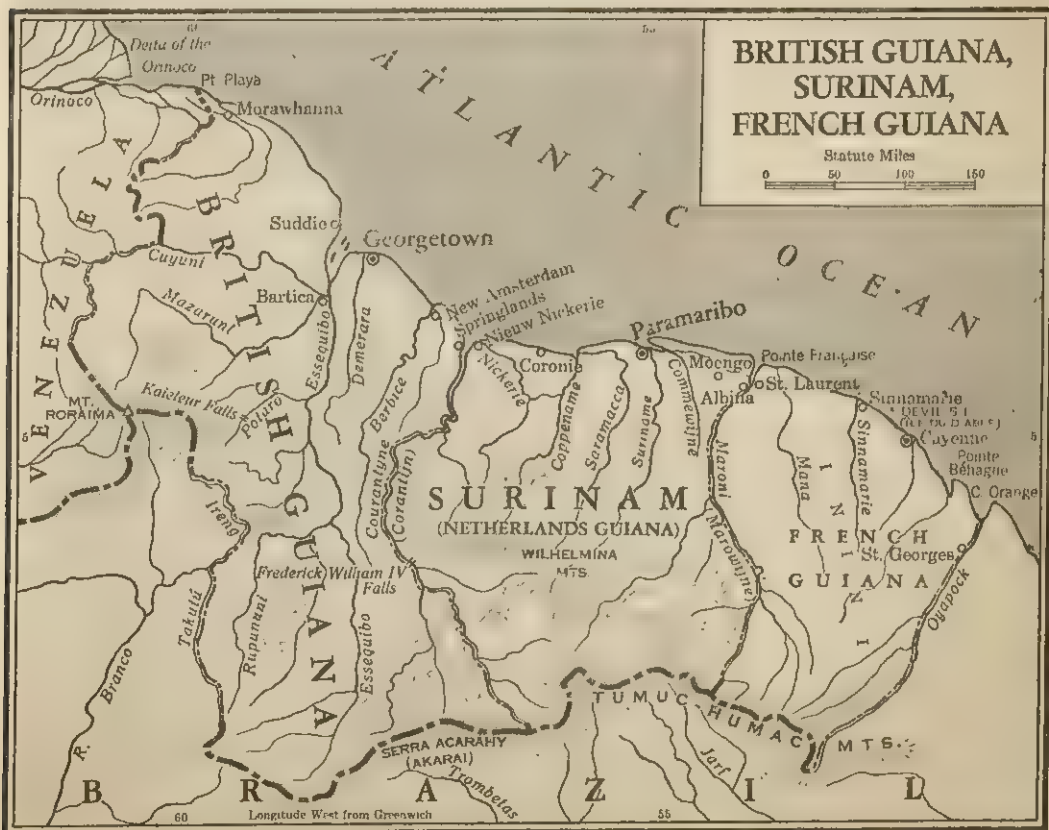 BRITISH GUIANA,
SURINAM,
FRENCH GUIANA
Statute Miles
0 50 100 150
ATLANTIC
OCEAN
Delta of the
Orinoco
Pt Playa
Orinoco
Morawhanna
VENEZUELA
BRITISH
GUIANA
Suddie
Georgetown
Cuyuni
Bartica
Mazaruni
New Amsterdam
Springlands
Nieuw Nickerie
Paramaribo
Essequibo
Demerara
Berbice
Nickerie
Coronie
Coppename
Saramacca
Suriname
Commewijne
Moengo
Albina
Pointe Française
St. Laurent
Sinnamarie
DEVIL'S I.
Cayenne
Pointe
Béhague
C. Orange
Kaieteur Falls
Potaro
MT.
RORAIMA
5
5
Courantyne
(Corantijn)
SURINAM
(NETHERLANDS GUIANA)
WILHELMINA
MTS.
Maroni
(Marowijne)
Mana
Sinnamarie
ININI
FRENCH
GUIANA
St. Georges
Oyapock
Ireng
Frederick William IV
Falls
Takutú
Rupununi
Essequibo
R. Branco
SERRA ACARAHY
(AKARAI)
TUMUC-HUMAC MTS.
Trombetas
Jarí
BRAZIL
60
Longitude West from Greenwich
55